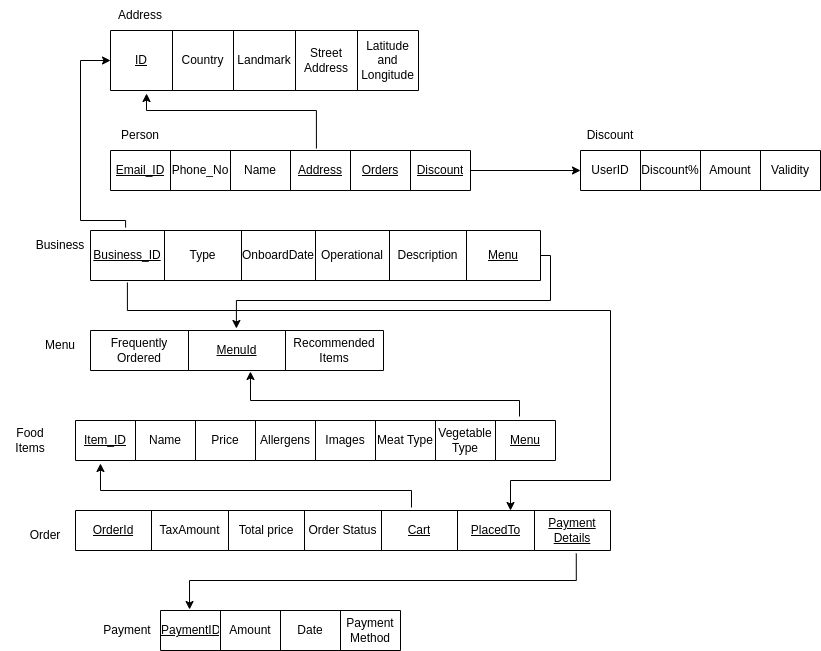 Address
ID
Country
Landmark
Street
Address
Latitude
and
Longitude
Person
Email_ID
Phone_No
Name
Address
Orders
Discount
Discount
UserID
Discount%
Amount
Validity
Business
Business_ID
Type
OnboardDate
Operational
Description
Menu
Menu
Frequently
Ordered
MenuId
Recommended
Items
Food
Items
Item_ID
Name
Price
Allergens
Images
Meat Type
Vegetable
Type
Menu
Order
OrderId
TaxAmount
Total price
Order Status
Cart
PlacedTo
Payment
Details
Payment
PaymentID
Amount
Date
Payment
Method